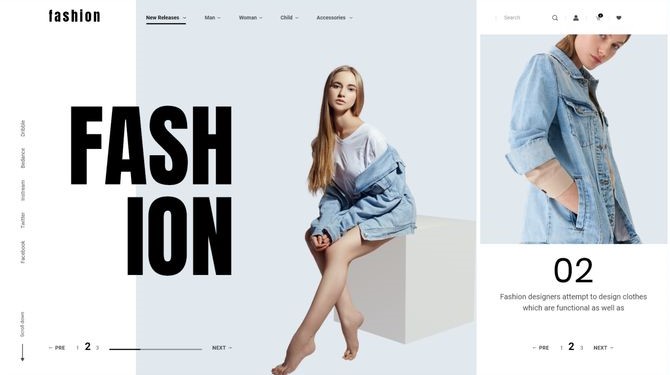 fashion
New Releases
Man
Woman
Child
Accessories
Search
Dribble
Bedance
Instream
Twitter
Facebook
Scroll down
FASH
ION
02
Fashion designers attempt to design clothes
which are functional as well as
← PRE 1 2 3 NEXT →
← PRE 1 2 3 NEXT →